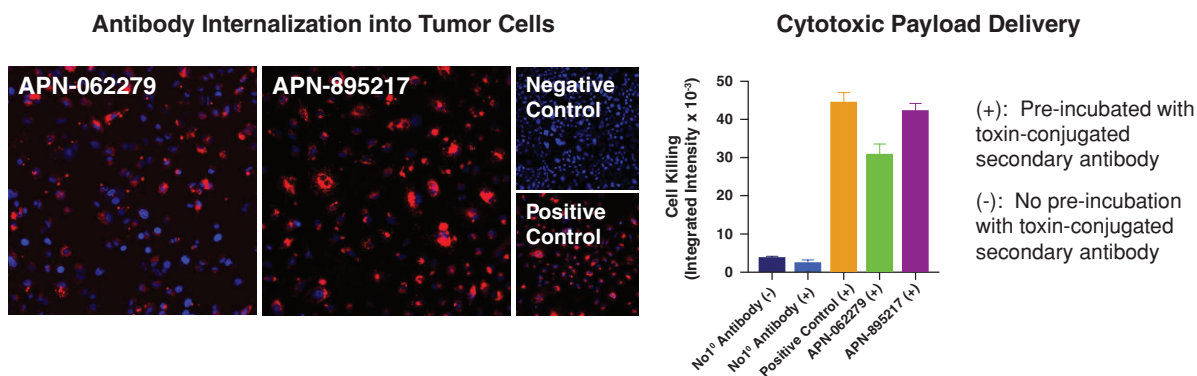 Antibody Internalization into Tumor Cells
APN-062279
APN-895217
Negative
Control
Positive
Control
Cytotoxic Payload Delivery
Cell Killing
(Integrated Intensity x 10⁻³)
50
40
30
20
10
0
No1⁰ Antibody (-)
No1⁰ Antibody (+)
Positive Control (+)
APN-062279 (+)
APN-895217 (+)
(+): Pre-incubated with
toxin-conjugated
secondary antibody
(-): No pre-incubation
with toxin-conjugated
secondary antibody